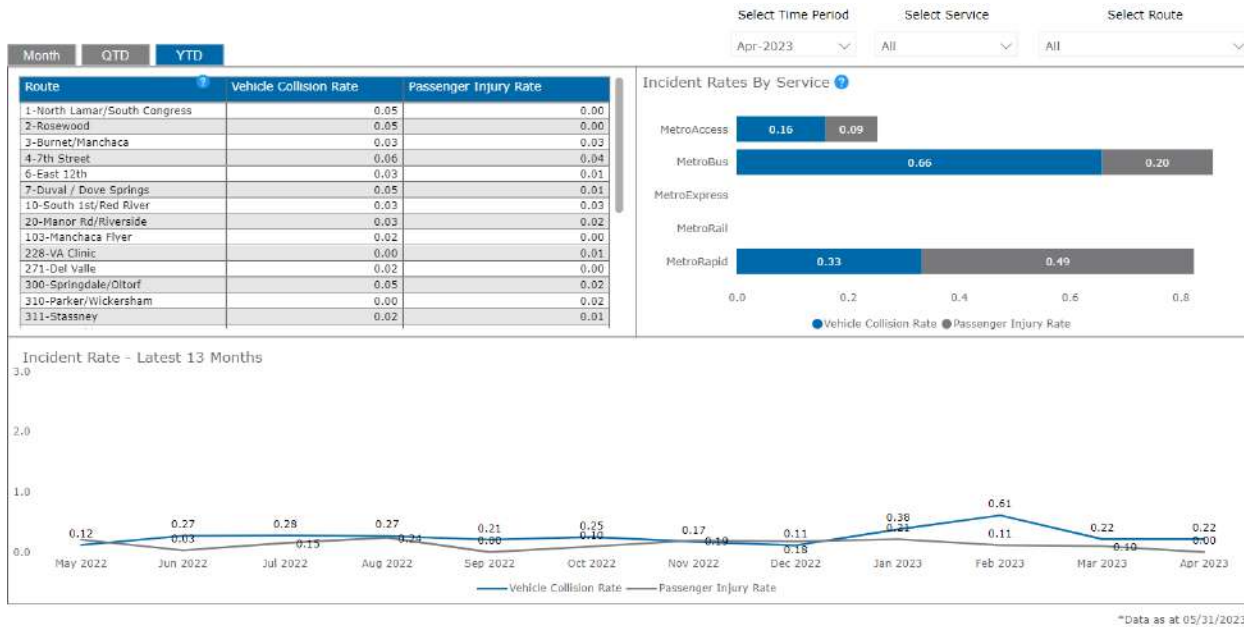 Select Time Period Select Service Select Route
Apr-2023 All All
Month QTD YTD
Route ? Vehicle Collision Rate Passenger Injury Rate
1-North Lamar/South Congress 0.05 0.00
2-Rosewood 0.05 0.00
3-Burnet/Manchaca 0.03 0.03
4-7th Street 0.06 0.04
6-East 12th 0.03 0.01
7-Duval / Dove Springs 0.05 0.01
10-South 1st/Red River 0.03 0.03
20-Manor Rd/Riverside 0.03 0.02
103-Manchaca Flyer 0.02 0.00
228-VA Clinic 0.00 0.01
271-Del Valle 0.02 0.00
300-Springdale/Oltorf 0.05 0.02
310-Parker/Wickersham 0.00 0.02
311-Stassney 0.02 0.01
Incident Rates By Service ?
MetroAccess 0.16 0.09
MetroBus 0.66 0.20
MetroExpress
MetroRail
MetroRapid 0.33 0.49
0.0 0.2 0.4 0.6 0.8
Vehicle Collision Rate Passenger Injury Rate
Incident Rate - Latest 13 Months
3.0
2.0
1.0
0.61
0.38
0.27 0.28 0.27 0.21 0.25 0.17 0.11 0.22 0.22
0.12 0.03 0.15 0.24 0.00 0.10 0.19 0.18 0.21 0.11 0.10 0.00
0.0
May 2022 Jun 2022 Jul 2022 Aug 2022 Sep 2022 Oct 2022 Nov 2022 Dec 2022 Jan 2023 Feb 2023 Mar 2023 Apr 2023
Vehicle Collision Rate Passenger Injury Rate
*Data as at 05/31/2023